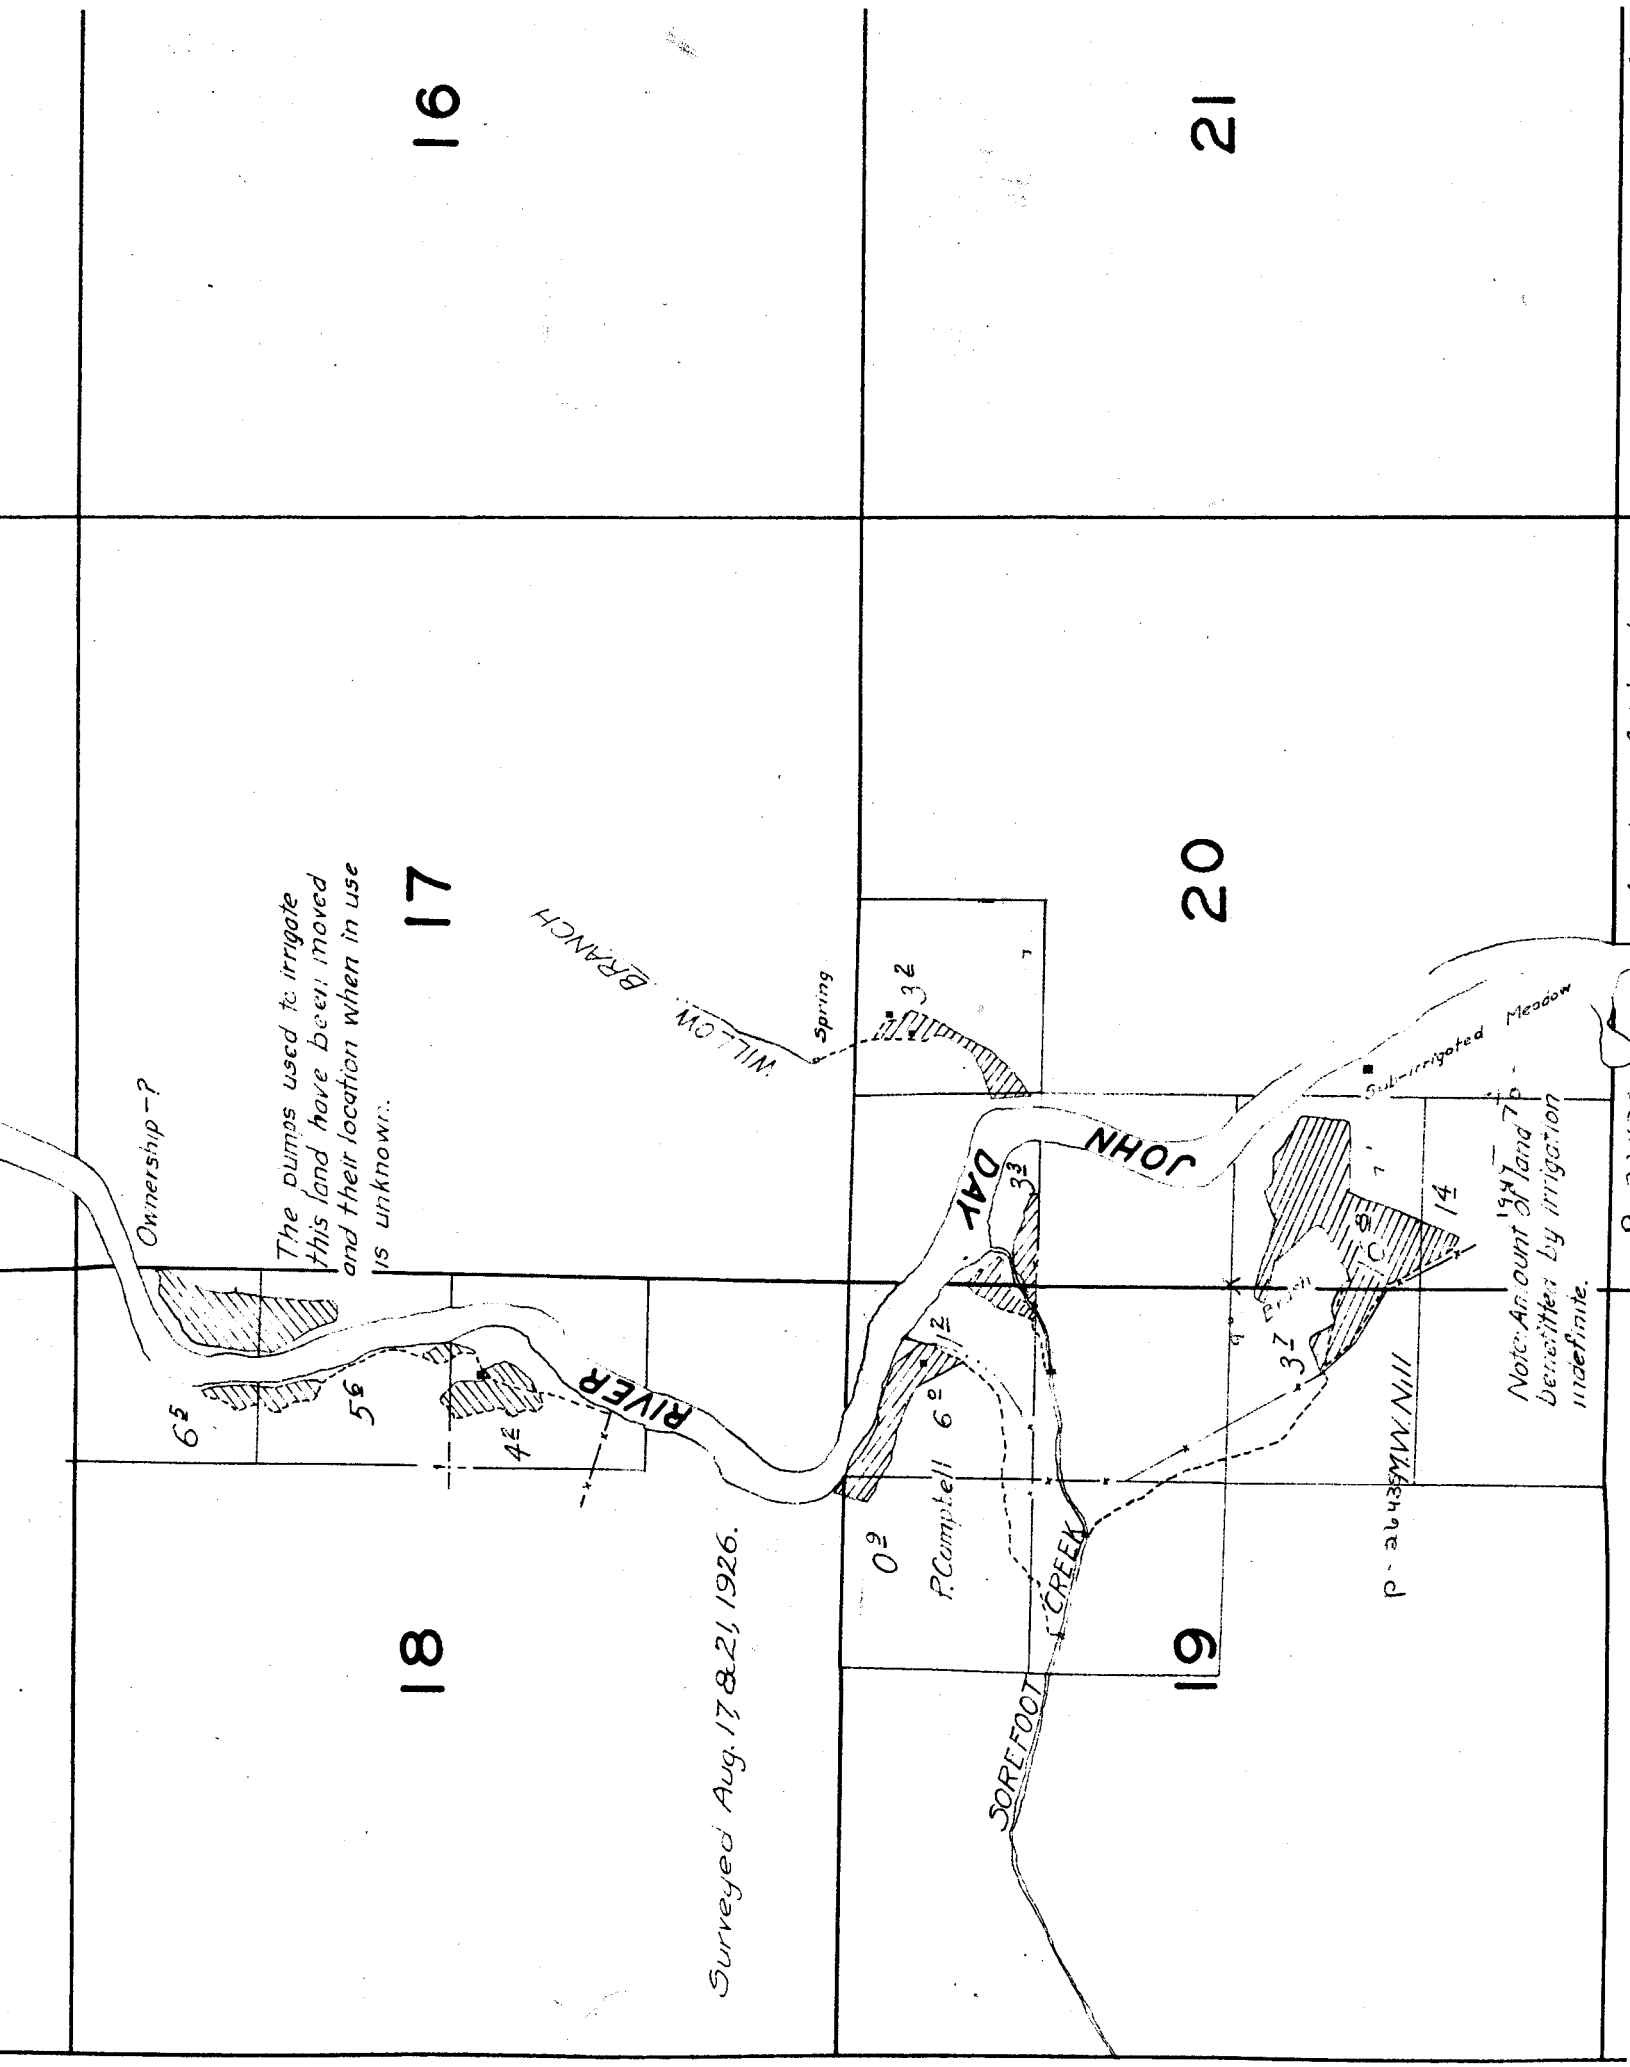 16
21
17
20
18
19
Ownership-?
The pumps used to irrigate
this land have been moved
and their location when in use
is unknown.
WILLOW BRANCH
Spring
3 2
JOHN
DAY
RIVER
3 3
6 5
5 6
4 2
1 2
6 0
0 9
P. Campbell
Surveyed Aug. 17,&21,1926.
SOREFOOT CREEK
Sub-irrigated Meadow
3 7
14
Brush
p-26439 M.W. Nill
Note: Amount of land
benefitted by irrigation
indefinite.